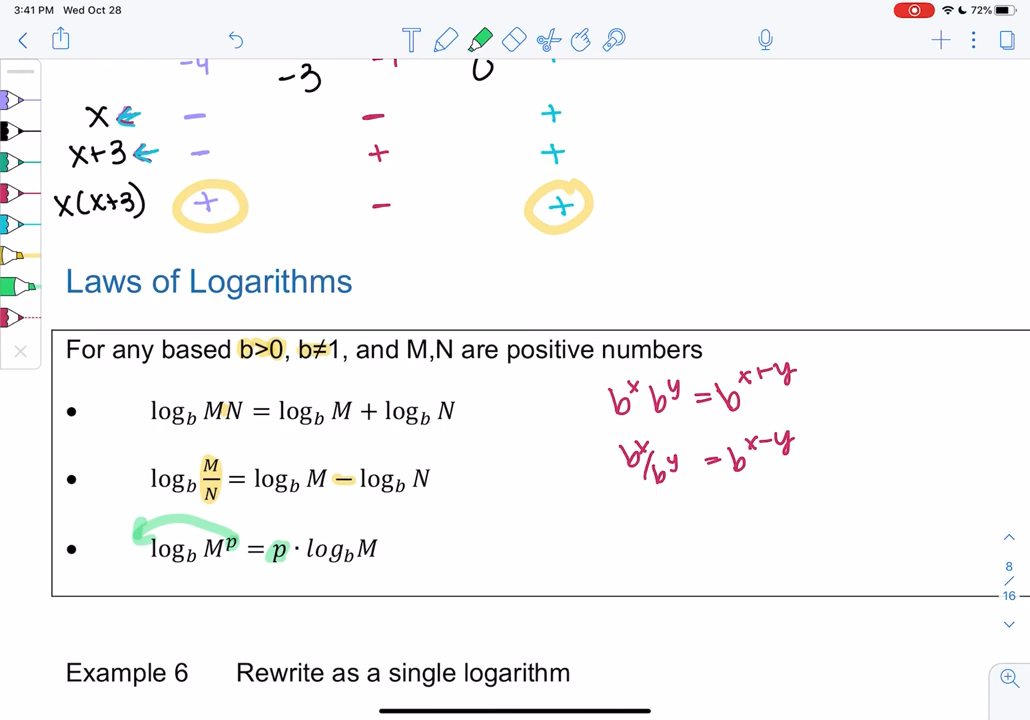 3:41 PM Wed Oct 28 72%
-4 -3 -1 0
x ← - - +
x+3 ← - + +
x(x+3) + - +
Laws of Logarithms
For any based b>0, b≠1, and M,N are positive numbers
• log_b MN = log_b M + log_b N
b^x b^y = b^(x+y)
• log_b M/N = log_b M − log_b N
b^x/b^y = b^(x-y)
• log_b M^p = p · log_b M
8
/
16
Example 6 Rewrite as a single logarithm